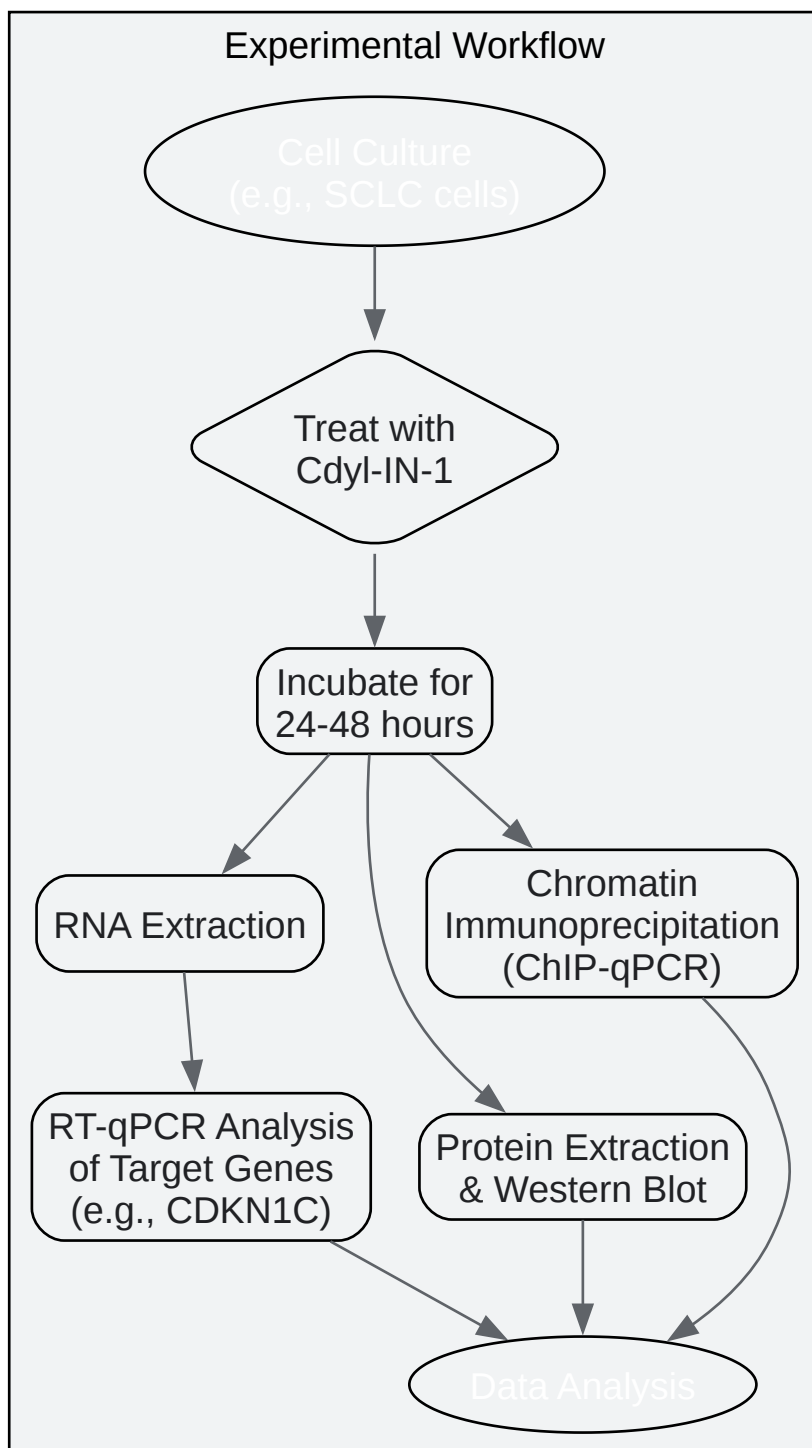 Experimental Workflow
Cell Culture
(e.g., SCLC cells)
Treat with
Cdyl-IN-1
Incubate for
24-48 hours
RNA Extraction
Chromatin
Immunoprecipitation
(ChIP-qPCR)
RT-qPCR Analysis
of Target Genes
(e.g., CDKN1C)
Protein Extraction
& Western Blot
Data Analysis